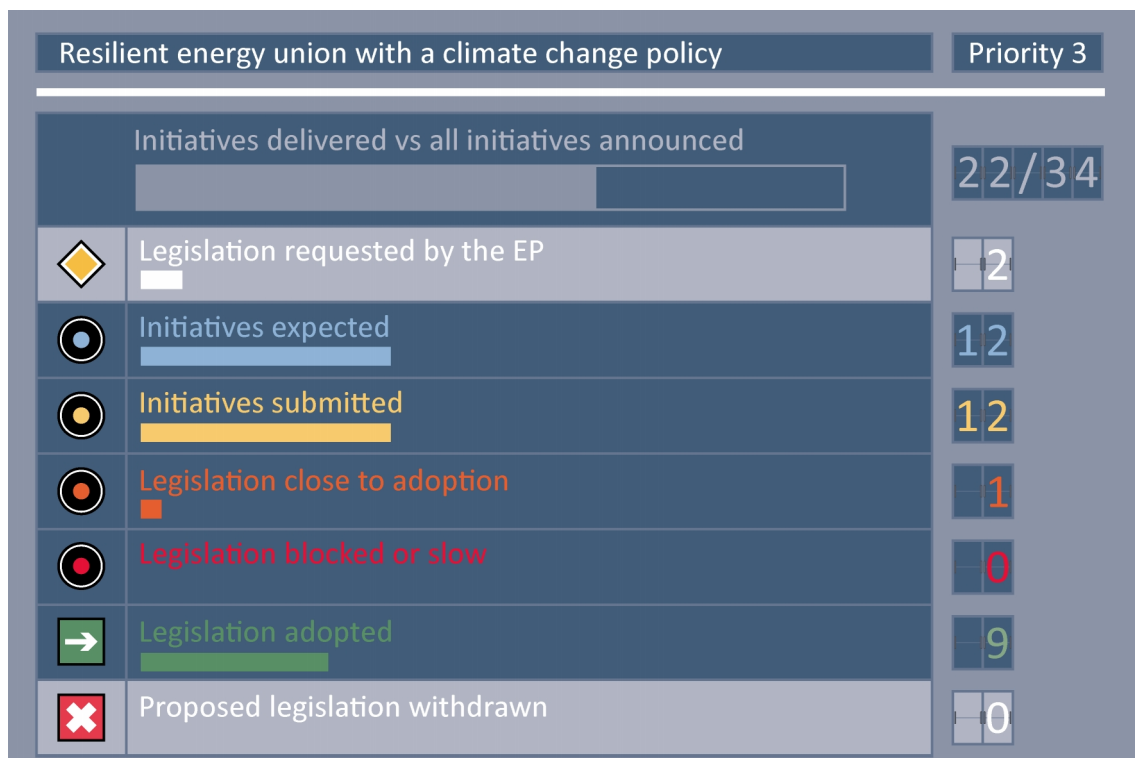 Resilient energy union with a climate change policy
Priority 3
Initiatives delivered vs all initiatives announced
22/34
Legislation requested by the EP
2
Initiatives expected
12
Initiatives submitted
12
Legislation close to adoption
1
Legislation blocked or slow
0
Legislation adopted
9
Proposed legislation withdrawn
0